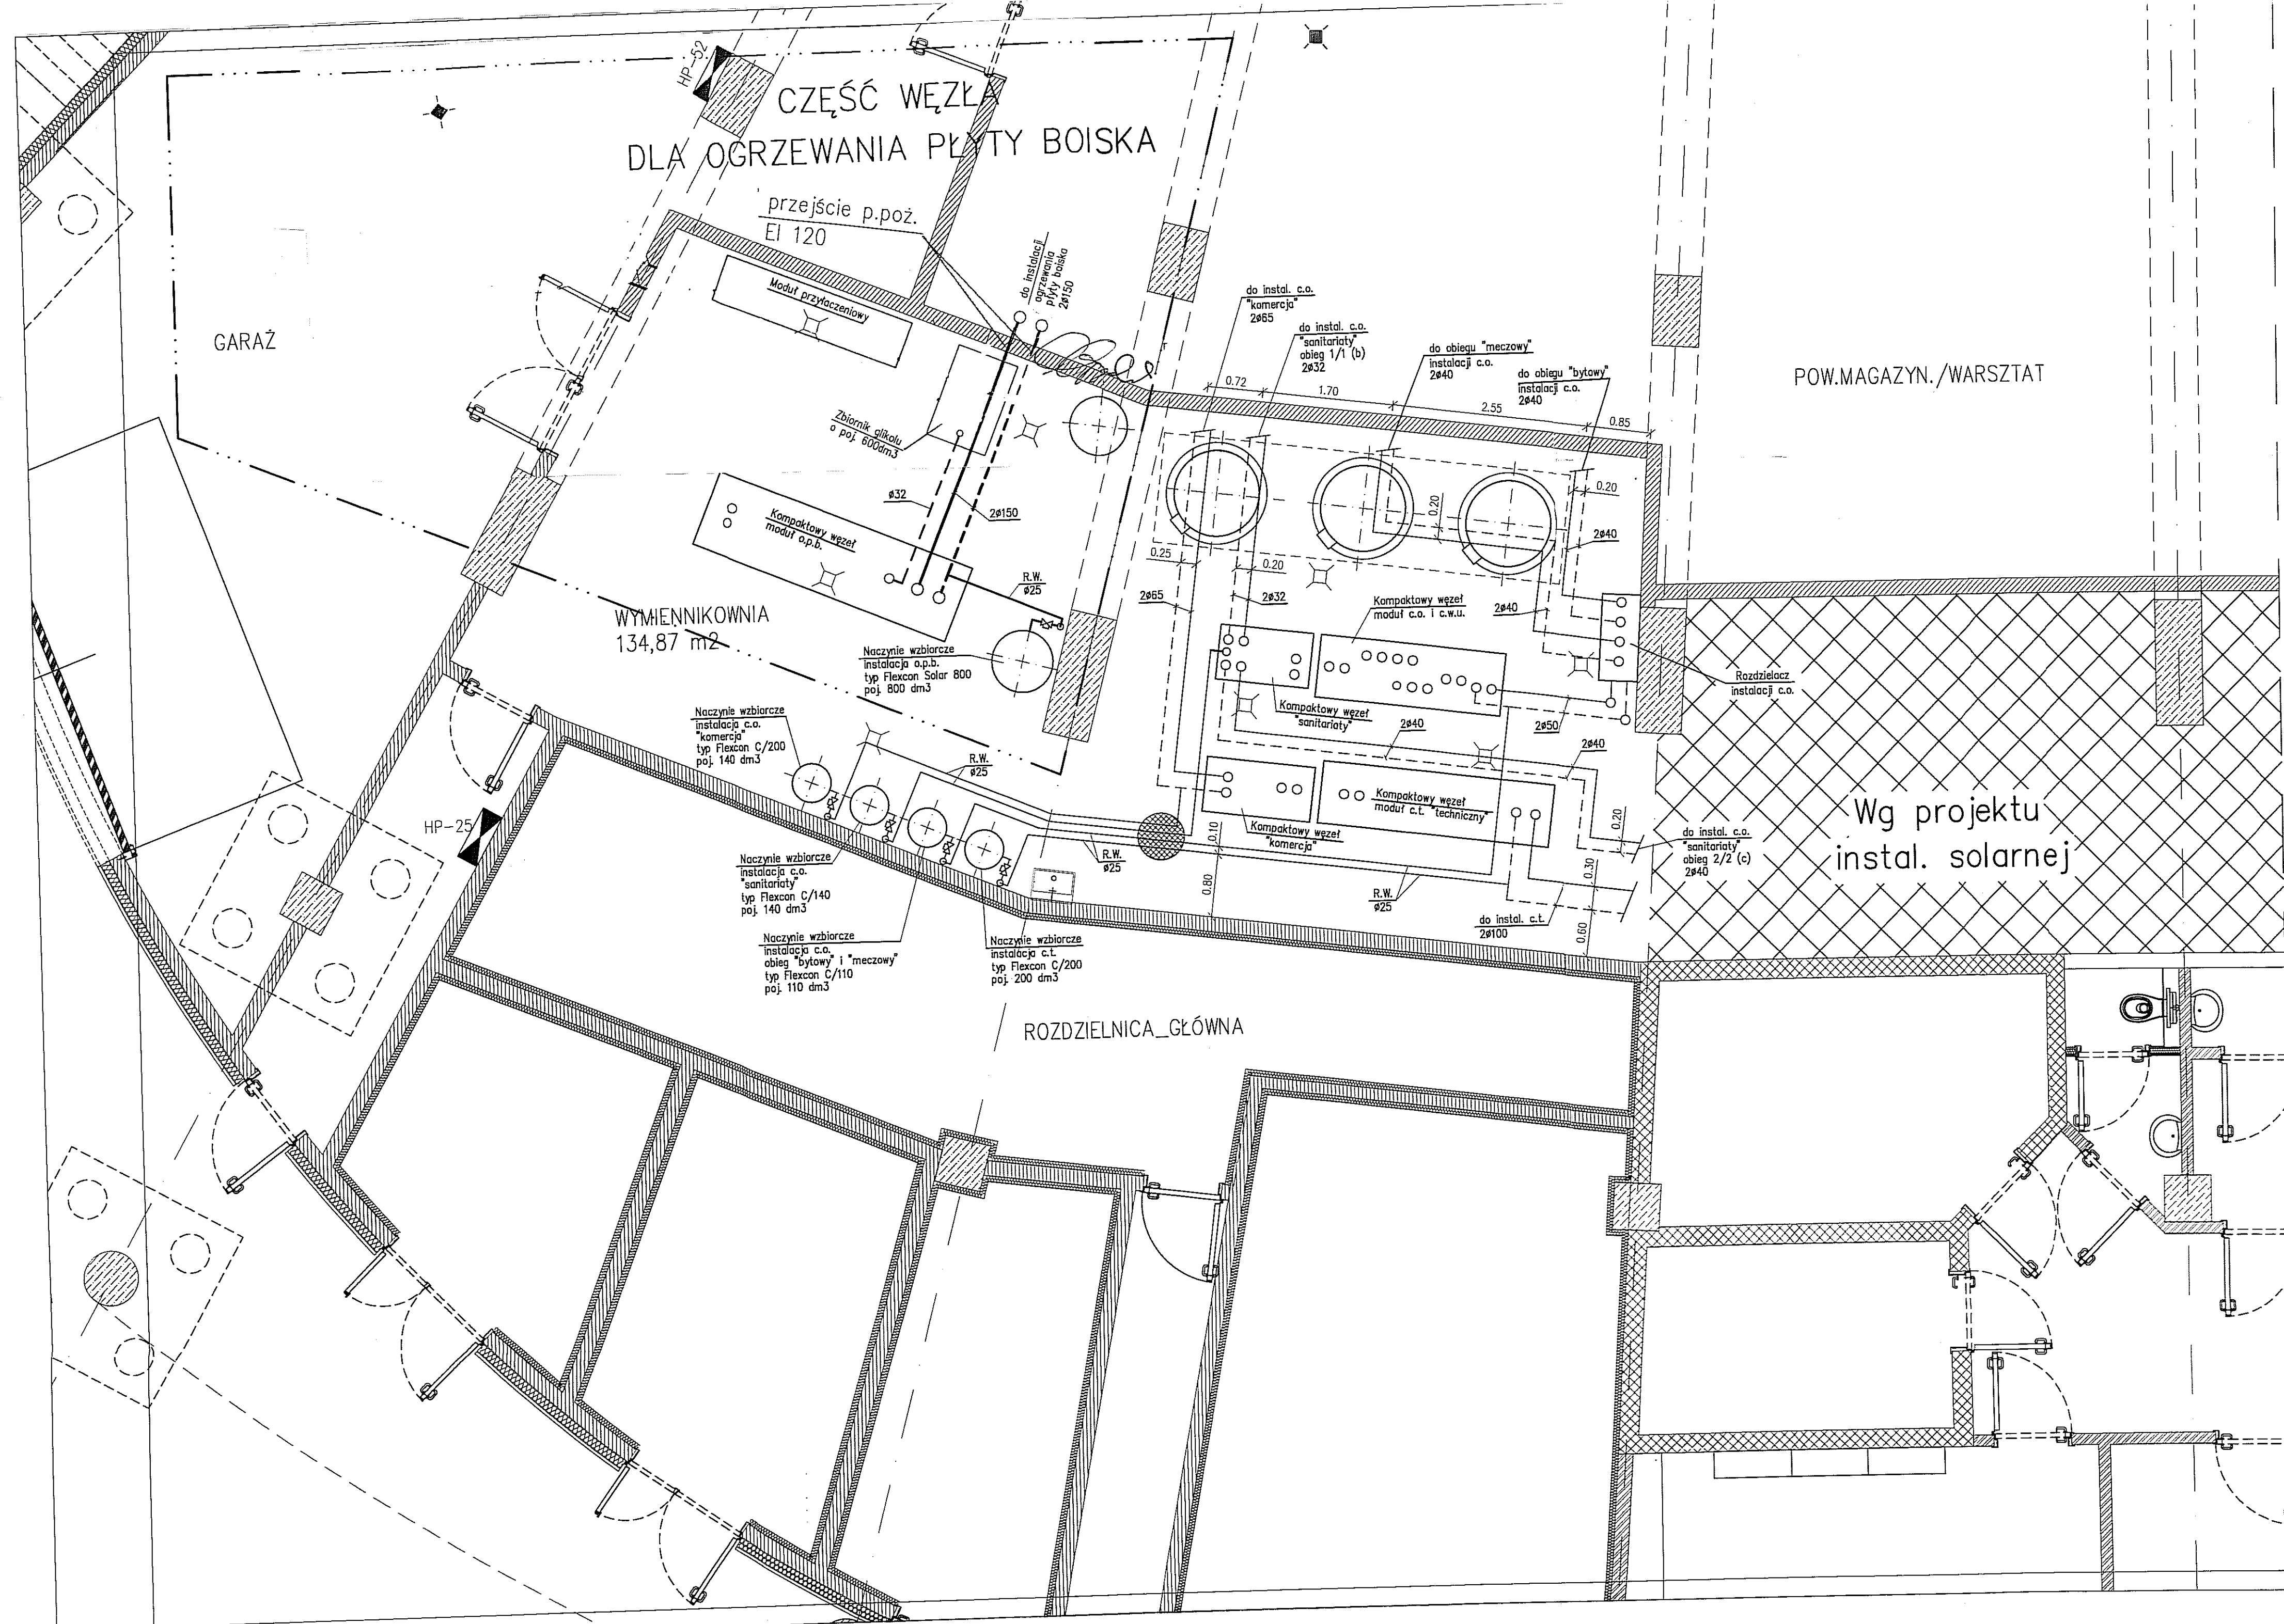 HP-52
CZĘŚĆ WĘZŁA
DLA OGRZEWANIA PŁYTY BOISKA
przejście p.poż.
EI 120
do instalacji
ogrzewania
płyty boiska
2ø150
GARAŻ
Moduł przyłączeniowy
do instal. c.o.
"komercja"
2ø65
do instal. c.o.
"sanitariaty"
obieg 1/1 (b)
2ø32
do obiegu "meczowy"
instalacji c.o.
2ø40
do obiegu "bytowy"
instalacji c.o.
2ø40
POW.MAGAZYN./WARSZTAT
0.72
1.70
2.55
0.85
Zbiornik glikolu
o poj. 600dm3
ø32
2ø150
Kompaktowy węzeł
moduł o.p.b.
0.20
0.20
2ø40
0.25
0.20
R.W.
ø25
2ø65
2ø32
Kompaktowy węzeł
moduł c.o. i c.w.u.
2ø40
WYMIENNIKOWNIA
134,87 m2
Naczynie wzbiorcze
instalacja o.p.b.
typ Flexcon Solar 800
poj. 800 dm3
Rozdzielacz
instalacji c.o.
Naczynie wzbiorcze
instalacja c.o.
"komercja"
typ Flexcon C/200
poj. 140 dm3
Kompaktowy węzeł
"sanitariaty"
2ø40
2ø50
2ø40
R.W.
ø25
Kompaktowy węzeł
moduł c.t. "techniczny"
Wg projektu
instal. solarnej
HP-25
Kompaktowy węzeł
"komercja"
0.10
0.20
do instal. c.o.
"sanitariaty"
obieg 2/2 (c)
2ø40
Naczynie wzbiorcze
instalacja c.o.
"sanitariaty"
typ Flexcon C/140
poj. 140 dm3
R.W.
ø25
0.80
R.W.
ø25
0.30
do instal. c.t.
2ø100
0.60
Naczynie wzbiorcze
instalacja c.o.
obieg "bytowy" i "meczowy"
typ Flexcon C/110
poj. 110 dm3
Naczynie wzbiorcze
instalacja c.t.
typ Flexcon C/200
poj. 200 dm3
ROZDZIELNICA_GŁÓWNA